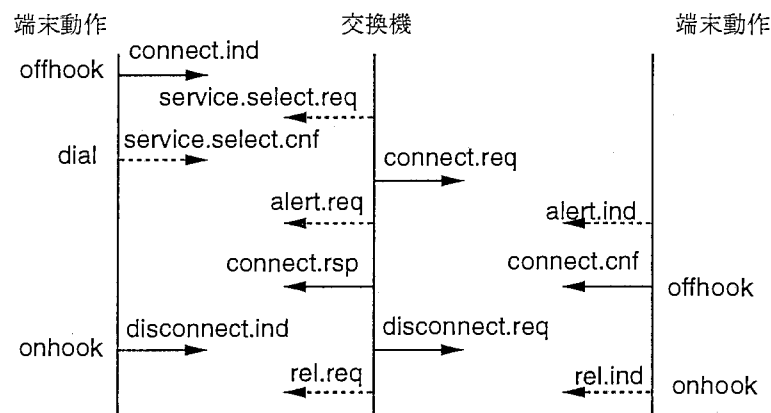 端末動作 交換機 端末動作
connect.ind
offhook
service.select.req
service.select.cnf
dial
connect.req
alert.req
alert.ind
connect.rsp
connect.cnf
offhook
disconnect.ind
disconnect.req
onhook
rel.req
rel.ind
onhook